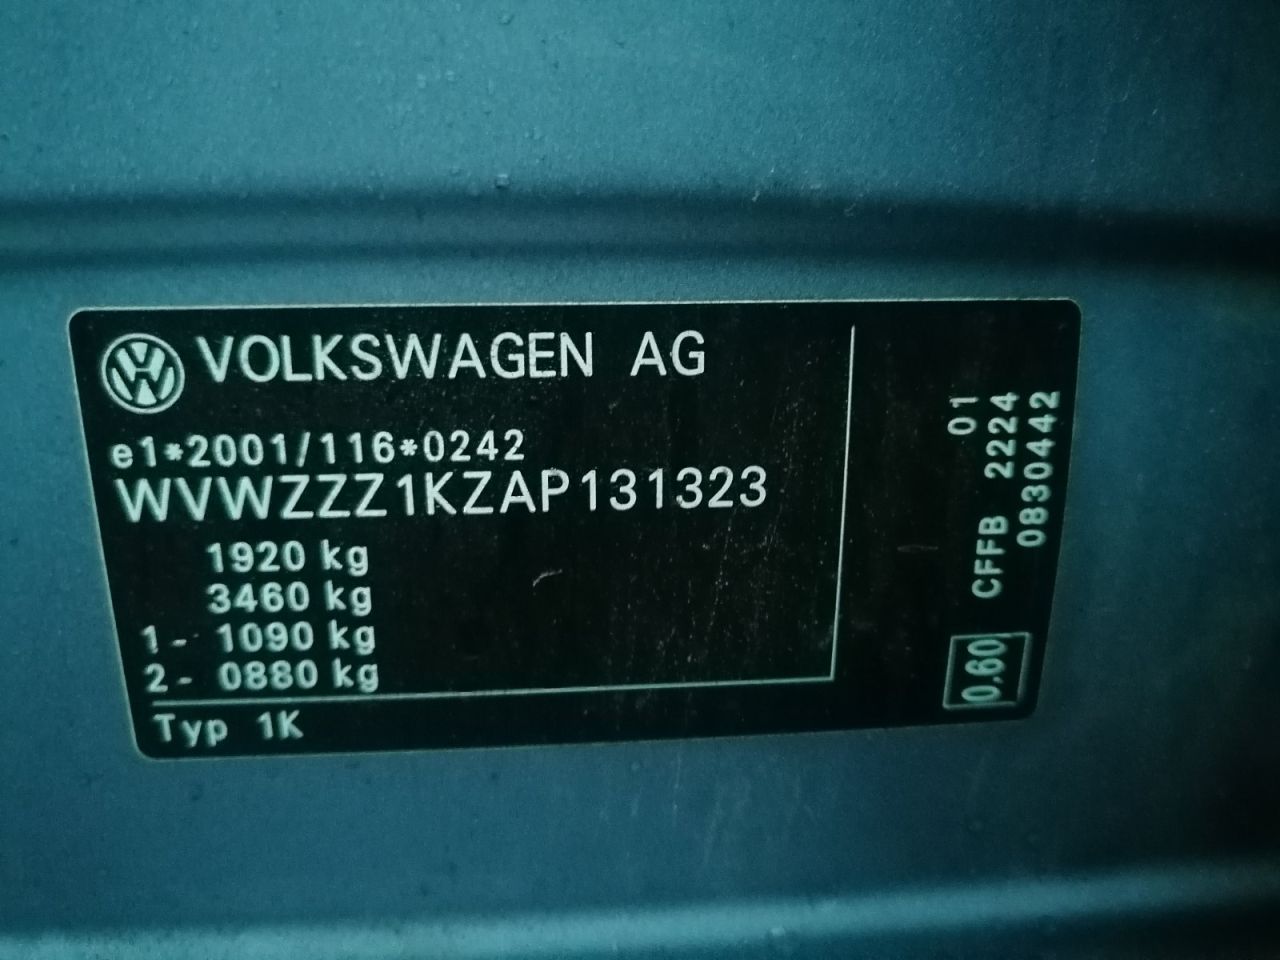 VOLKSWAGEN AG
e1*2001/116*0242
WVWZZZ1KZAP131323
1920 kg
3460 kg
1- 1090 kg
2- 0880 kg
Typ 1K
01
CFFB 2224
0830442
0,60